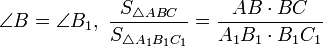 ∠B = ∠B₁, S△ABC / S△A₁B₁C₁ = AB · BC / A₁B₁ · B₁C₁